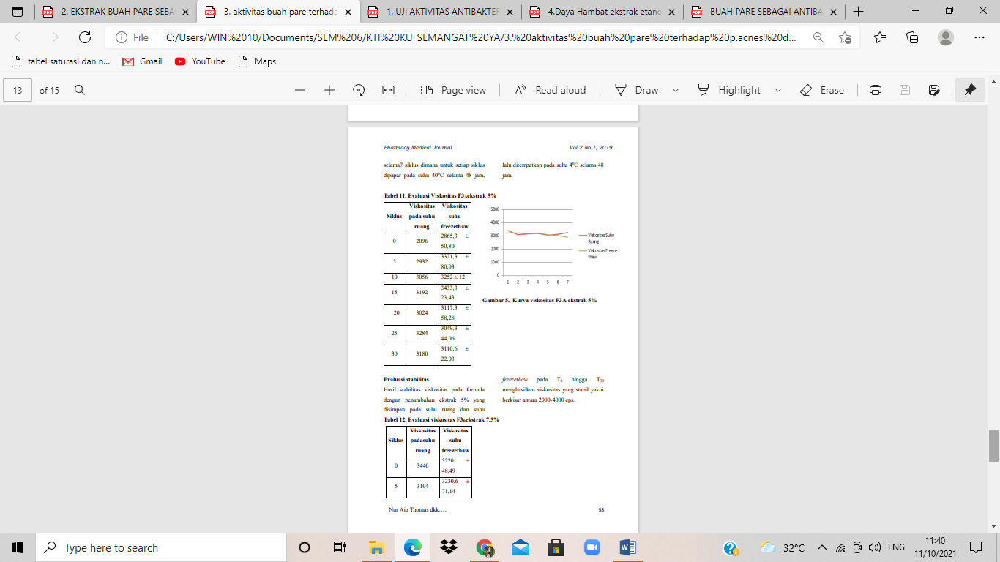 2. EKSTRAK BUAH PARE SEBA
3. aktivitas buah pare terhada
1. UJI AKTIVITAS ANTIBAKTER
4.Daya Hambat ekstrak etano
BUAH PARE SEBAGAI ANTIBA
File
C:/Users/WIN%2010/Documents/SEM%206/KTI%20KU_SEMANGAT%20YA/3.%20aktivitas%20buah%20pare%20terhadap%20p.acnes%20d...
tabel saturasi dan n...
Gmail
YouTube
Maps
13 of 15
Page view
Read aloud
Draw
Highlight
Erase
Pharmacy Medical Journal
Vol.2 No.1, 2019
selama7 siklus dimana untuk setiap siklus
dipapar pada suhu 40⁰C selama 48 jam,
lalu ditempatkan pada suhu 4⁰C selama 48
jam.
Tabel 11. Evaluasi Viskositas F3Aekstrak 5%
Siklus
Viskositas
pada suhu
ruang
Viskositas
suhu
freezethaw
0 2096 2865,3 ±
50,80
5 2932 3321,3 ±
80,03
10 3056 3252 ± 12
15 3192 3433,3 ±
23,43
20 3024 3117,3 ±
58,28
25 3284 3049,3 ±
44,06
30 3180 3110,6 ±
22,03
5000
4000
3000
2000
1000
0
1 2 3 4 5 6 7
Viskositas Suhu
Ruang
Viskositas Freeze
thaw
Gambar 5. Kurva viskositas F3A ekstrak 5%
Evaluasi stabilitas
Hasil stabilitas viskositas pada formula
dengan penambahan ekstrak 5% yang
disimpan pada suhu ruang dan suhu
freezethaw pada T0 hingga T30
menghasilkan viskositas yang stabil yakni
berkisar antara 2000-4000 cps.
Tabel 12. Evaluasi viskositas F3Bekstrak 7,5%
Siklus
Viskositas
padasuhu
ruang
Viskositas
suhu
freezethaw
0 3440 3220 ±
48,49
5 3104 3230,6 ±
71,14
Nur Ain Thomas dkk....
58
Type here to search
32°C
ENG
11:40
11/10/2021